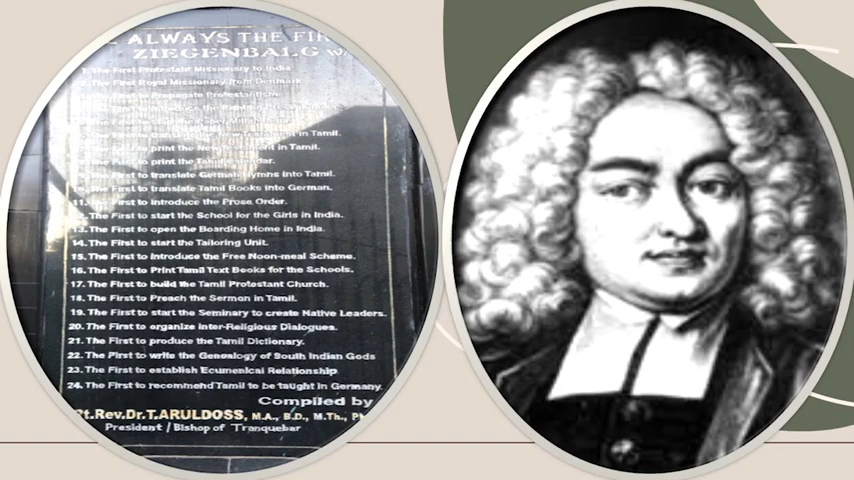 ALWAYS THE FIR
ZIEGENBALG
1. The First Protestant Missionary to India
The First Royal Missionary from Denmark
Propagate Protestantism
in Tamil.
to print the New in Tamil.
to print the Tamil Calendar.
The First to translate German Hymns into Tamil.
10. The First to translate Tamil Books into German.
11. The First to introduce the Prose Order.
12. The First to start the School for the Girls in India.
13. The First to open the Boarding Home in India.
14. The First to start the Tailoring Unit.
15. The First to Introduce the Free Noon-meal Scheme.
16. The First to Print Tamil Text Books for the Schools.
17. The First to build the Tamil Protestant Church.
18. The First to Preach the Sermon in Tamil.
19. The First to start the Seminary to create Native Leaders.
20. The First to organize inter-Religious Dialogues.
21. The First to produce the Tamil Dictionary.
22. The First to write the Genealogy of South Indian Gods
23. The First to establish Ecumenical Relationship
24. The First to recommend Tamil to be taught in Germany.
Compiled by
Rt.Rev.Dr.T.ARULDOSS, M.A., B.D., M.Th., Ph
President / Bishop of Tranquebar